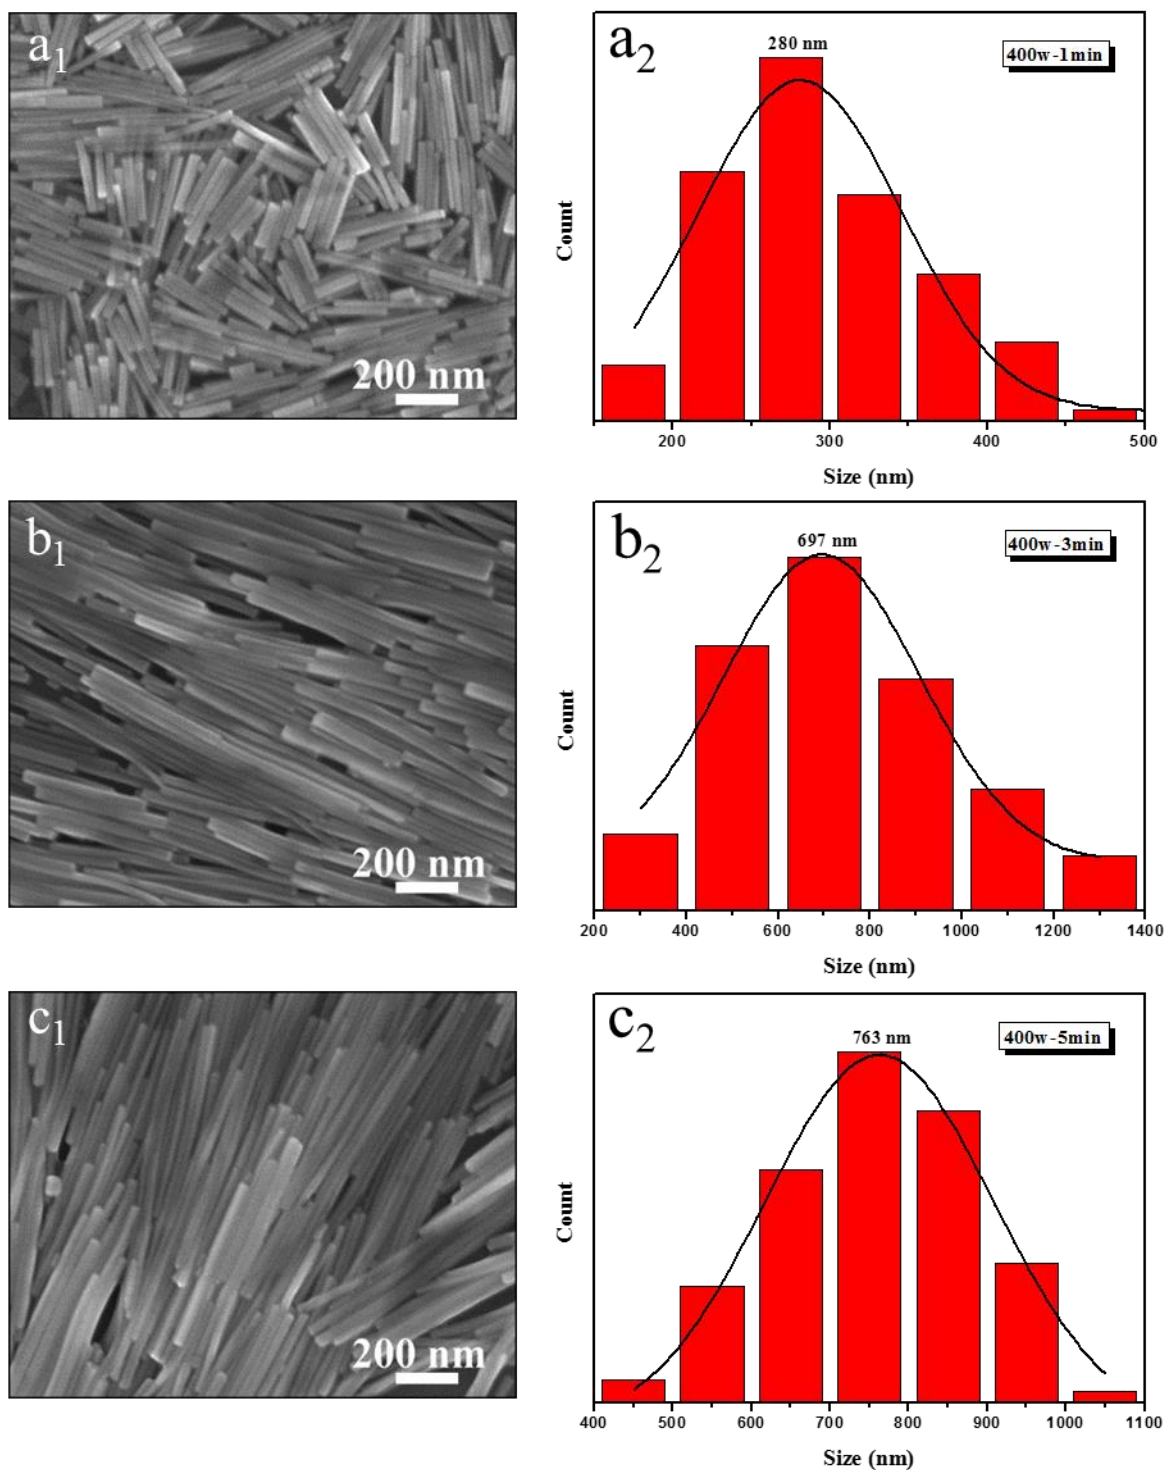 a1
200 nm
a2
280 nm
400w-1min
Count
200 300 400 500
Size (nm)
b1
200 nm
b2
697 nm
400w-3min
Count
200 400 600 800 1000 1200 1400
Size (nm)
c1
200 nm
c2
763 nm
400w-5min
Count
400 500 600 700 800 900 1000 1100
Size (nm)